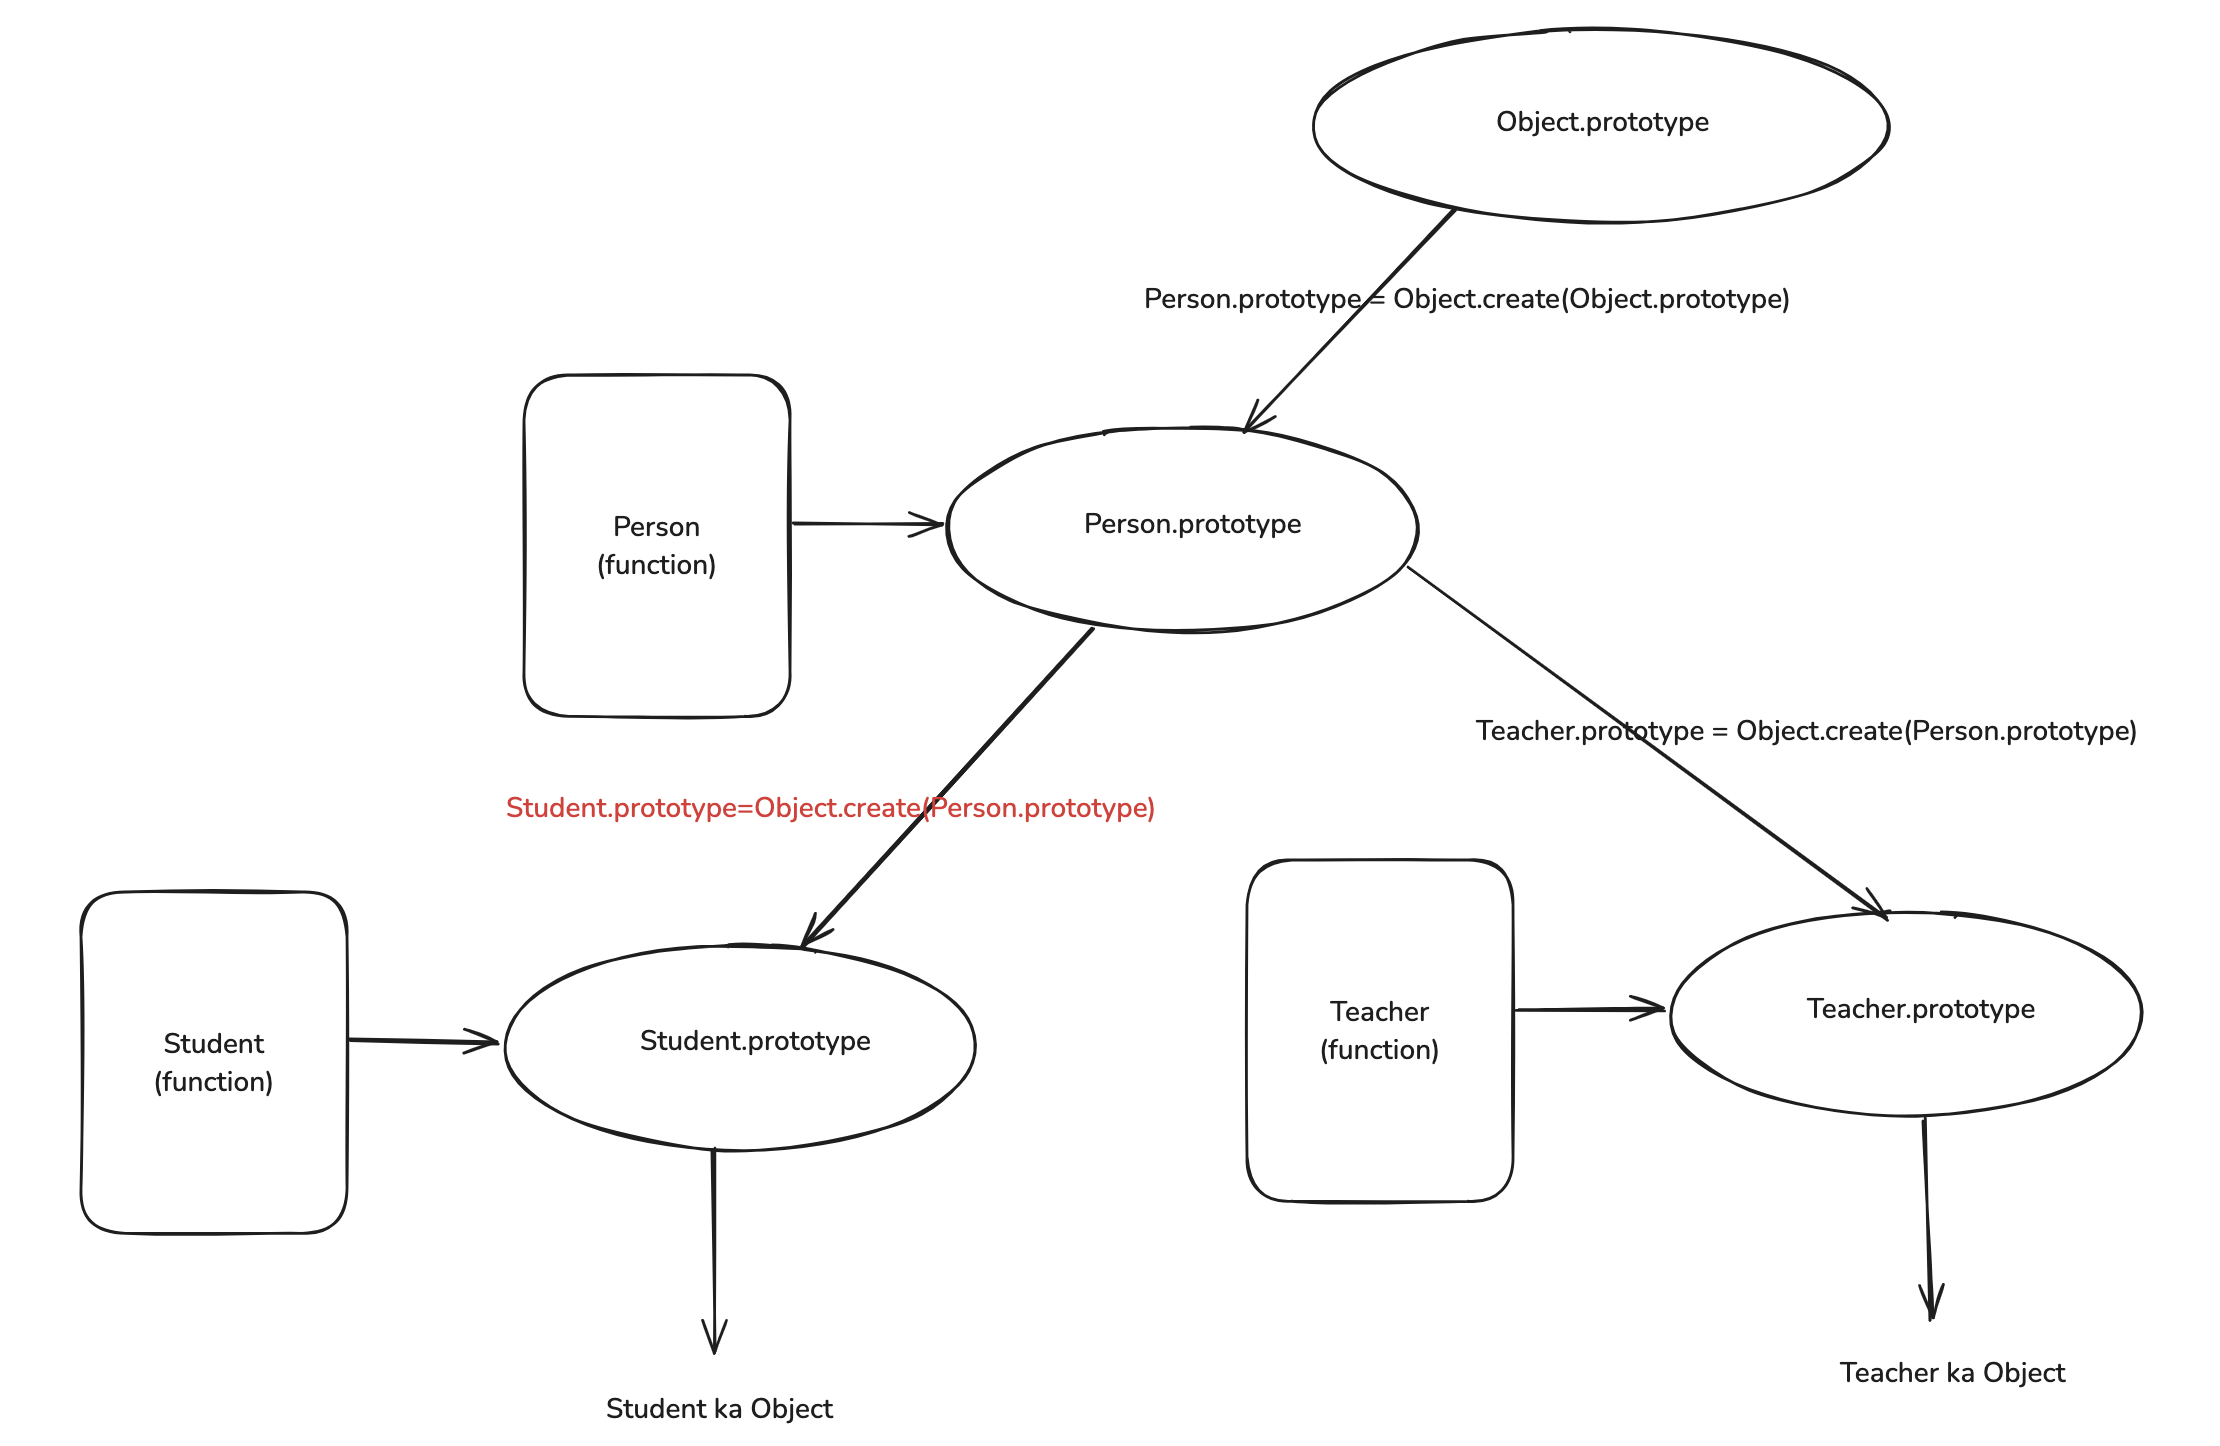 Object.prototype
Person.prototype = Object.create(Object.prototype)
Person
(function)
Person.prototype
Teacher.prototype = Object.create(Person.prototype)
Student.prototype=Object.create(Person.prototype)
Student
(function)
Student.prototype
Teacher
(function)
Teacher.prototype
Student ka Object
Teacher ka Object